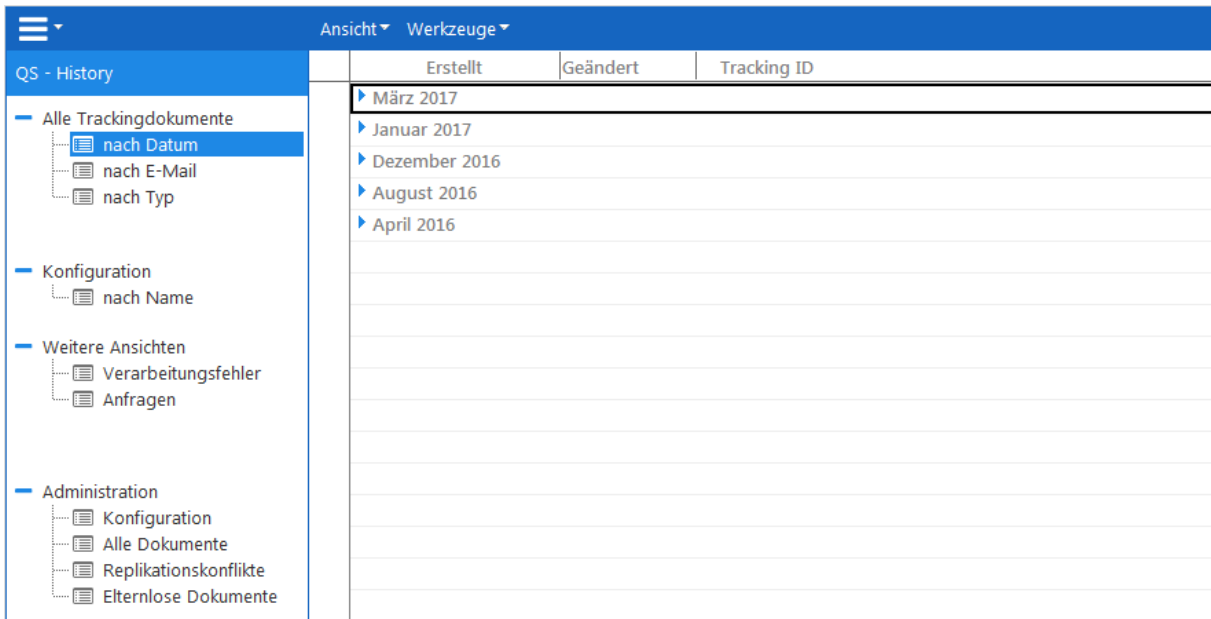 Ansicht Werkzeuge
QS - History
Erstellt Geändert Tracking ID
Alle Trackingdokumente
nach Datum
nach E-Mail
nach Typ
Konfiguration
nach Name
Weitere Ansichten
Verarbeitungsfehler
Anfragen
Administration
Konfiguration
Alle Dokumente
Replikationskonflikte
Elternlose Dokumente
März 2017
Januar 2017
Dezember 2016
August 2016
April 2016